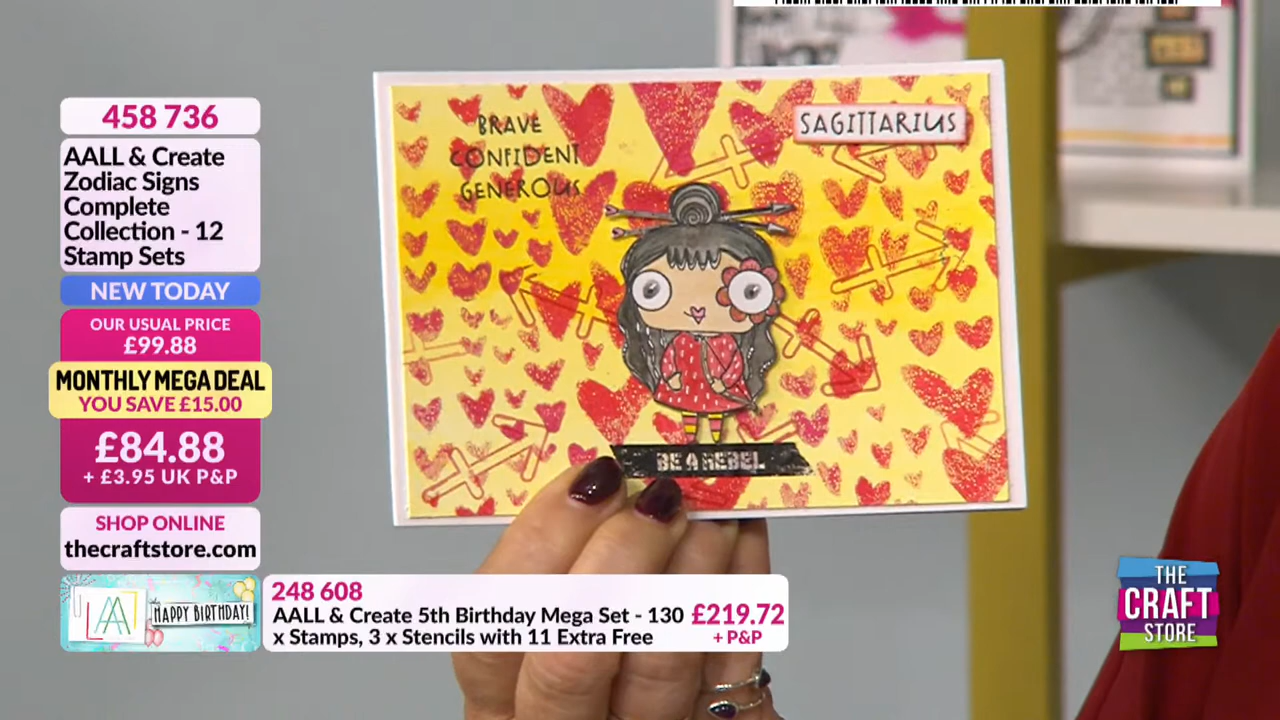 458 736
AALL & Create
Zodiac Signs
Complete
Collection - 12
Stamp Sets
NEW TODAY
OUR USUAL PRICE
£99.88
MONTHLY MEGA DEAL
YOU SAVE £15.00
£84.88
+ £3.95 UK P&P
SHOP ONLINE
thecraftstore.com
BRAVE
CONFIDENT
GENEROUS
SAGITTARIUS
BE A REBEL
LAA
HAPPY BIRTHDAY!
248 608
AALL & Create 5th Birthday Mega Set - 130
x Stamps, 3 x Stencils with 11 Extra Free
£219.72
+ P&P
THE
CRAFT
STORE